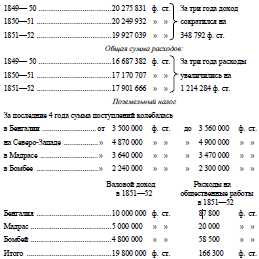 1849— 50 ........................ 20 275 831 ф. ст. За три года доход
1850—51 ........................ 20 249 932 » » сократился на
1851—52 ........................ 19 927 039 » » 348 792 ф. ст.
Общая сумма расходов:
1849— 50 ........................ 16 687 382 ф. ст. За три года расходы
1850—51 ........................ 17 170 707 » » увеличились на
1851—52 ........................ 17 901 666 » » 1 214 284 ф. ст.
Поземельный налог
За последние 4 года сумма поступлений колебалась
в Бенгалии ................ от 3 500 000 ф. ст. до 3 560 000 ф. ст.
на Северо-Западе ............ » 4 870 000 » » » 4 900 000 » »
в Мадрасе ................ » 3 640 000 » » » 3 470 000 » »
в Бомбее ................ » 2 240 000 » » » 2 300 000 » »
Валовой доход в 1851—52 Расходы на общественные работы в 1851—52
Бенгалия ........................ 10 000 000 ф. ст. 87 800 ф. ст.
Мадрас ........................ 5 000 000 » » 20 000 » »
Бомбей ........................ 4 800 000 » » 58 500 » »
Итого ........................ 19 800 000 ф. ст. 166 300 ф. ст.